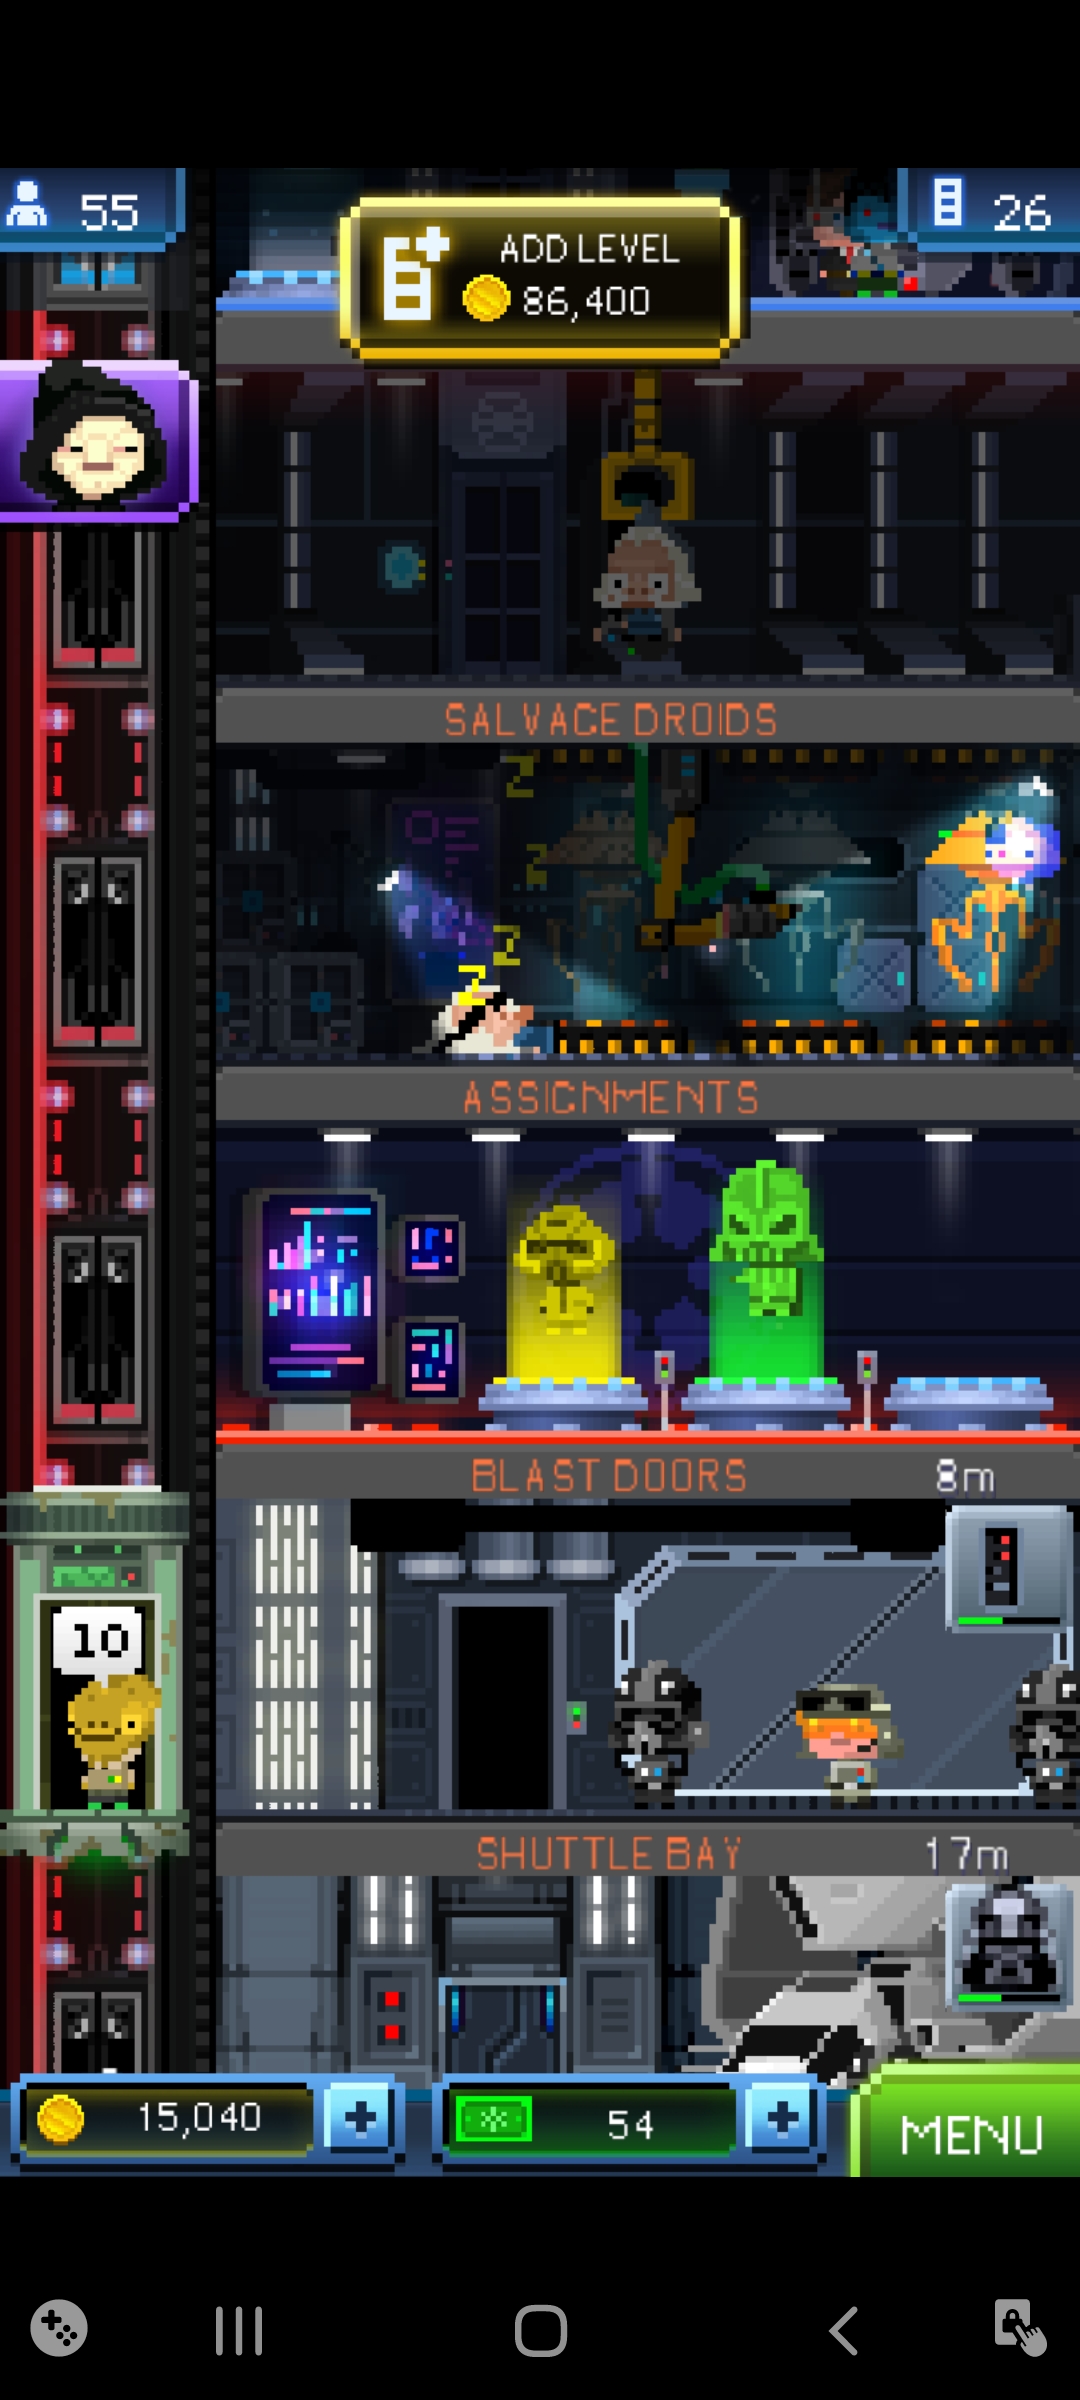 55
26
ADD LEVEL
86,400
SALVAGE DROIDS
Z
Z
Z
Z
ASSIGNMENTS
BLAST DOORS 8m
10
SHUTTLE BAY 17m
15,040
54
MENU